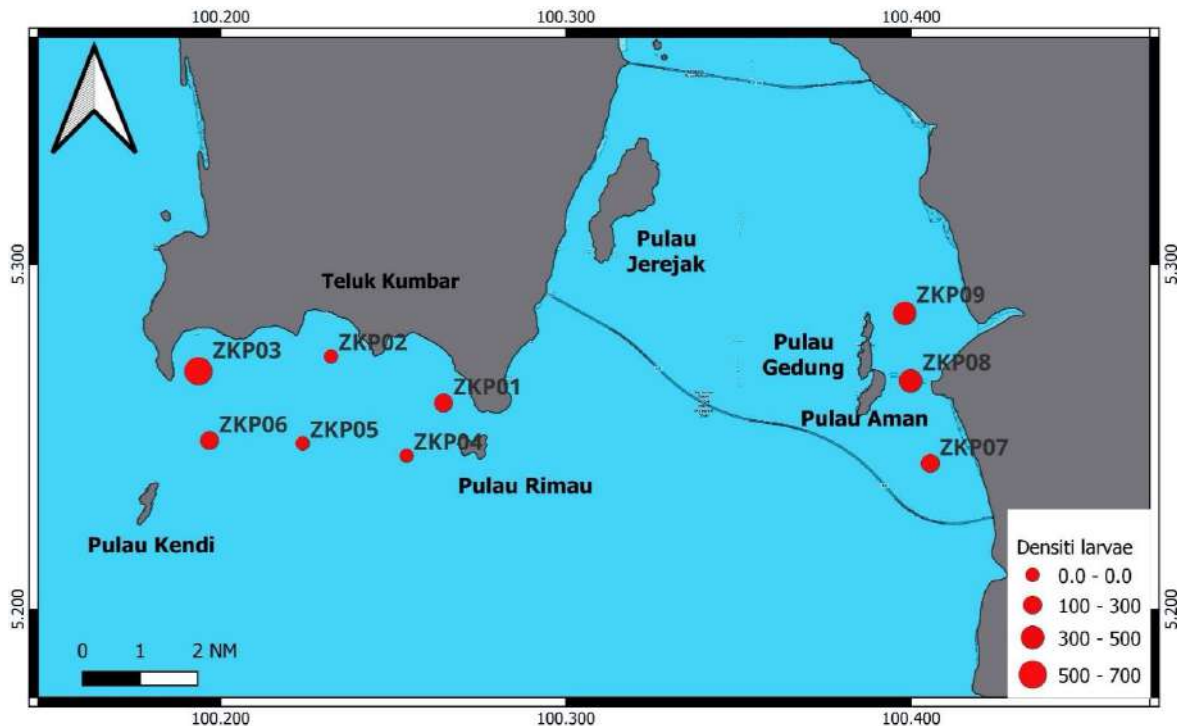 100.200
100.300
100.400
5.300
5.300
Teluk Kumbar
Pulau
Jerejak
ZKP09
ZKP03
ZKP02
Pulau
Gedung
ZKP08
ZKP01
Pulau Aman
ZKP06
ZKP05
ZKP04
ZKP07
Pulau Rimau
Pulau Kendi
Densiti larvae
0.0 - 0.0
100 - 300
300 - 500
500 - 700
5.200
5.200
0 1 2 NM
100.200
100.300
100.400